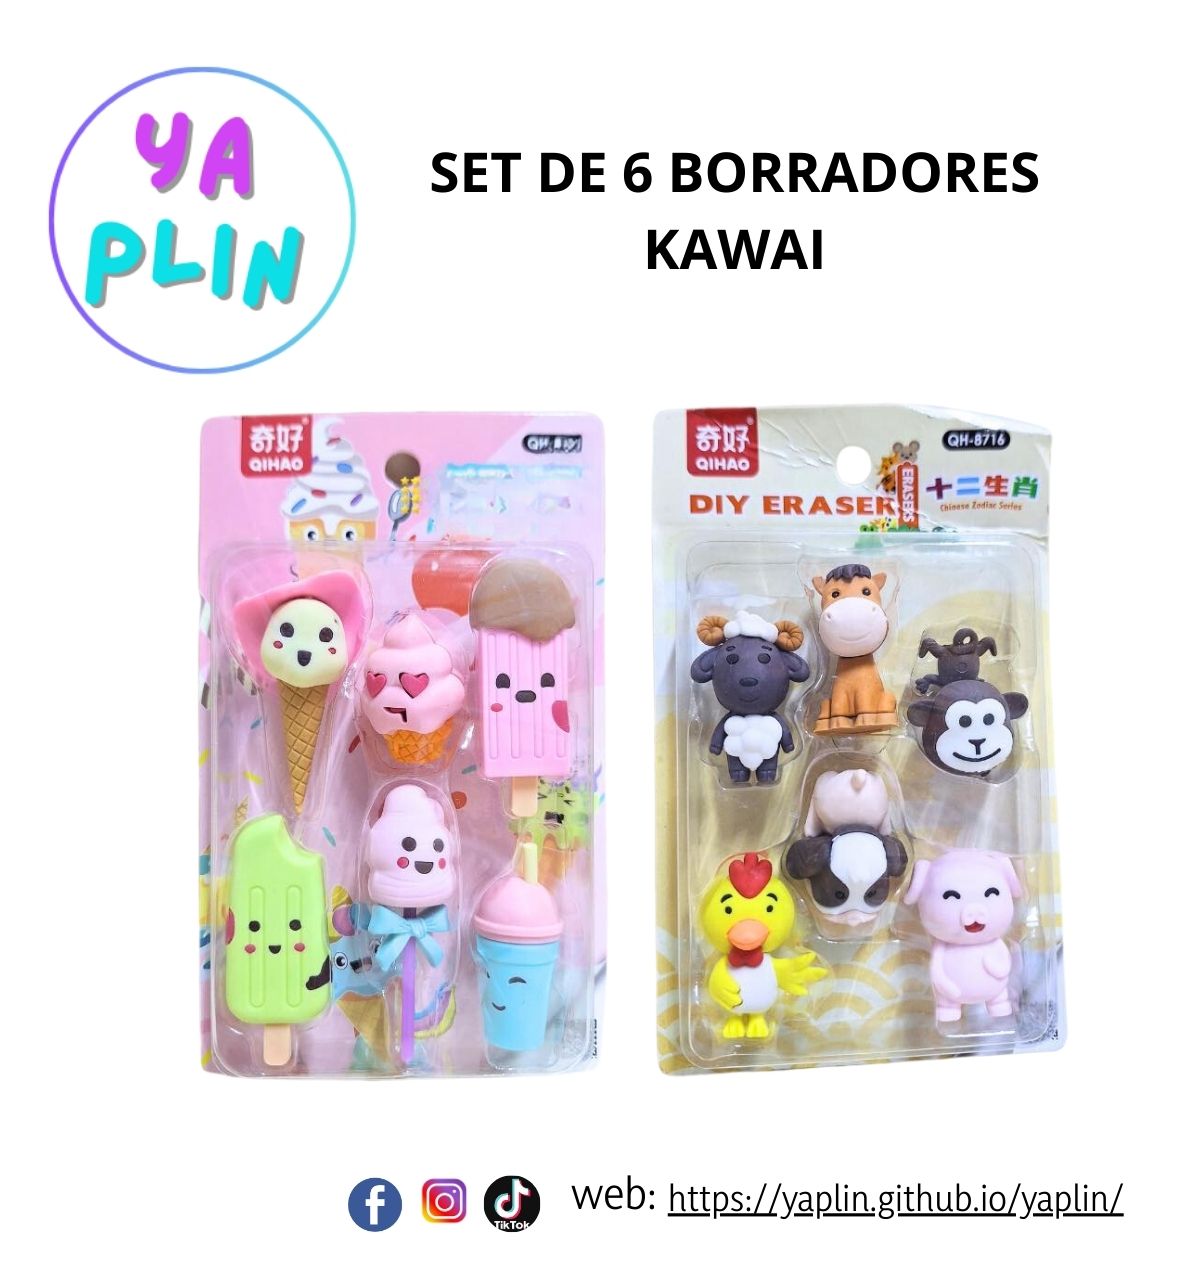 YA
PLIN
SET DE 6 BORRADORES
KAWAI
奇好
QIHAO
奇好
QIHAO
QH-8716
DIY ERASER
ERASERS
十二生肖
Chinese Zodiac Series
TikTok
web: https://yaplin.github.io/yaplin/